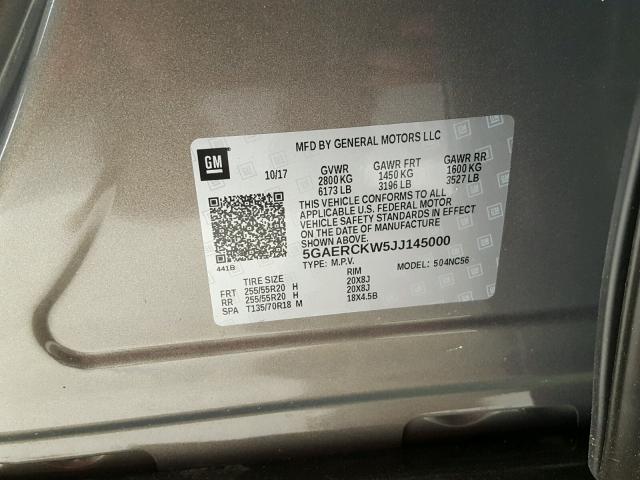 GM
MFD BY GENERAL MOTORS LLC
10/17 GVWR GAWR FRT GAWR RR
2800 KG 1450 KG 1600 KG
6173 LB 3196 LB 3527 LB
THIS VEHICLE CONFORMS TO ALL
APPLICABLE U.S. FEDERAL MOTOR
VEHICLE SAFETY STANDARDS IN EFFECT
ON THE DATE OF MANUFACTURE
SHOWN ABOVE.
5GAERCKW5JJ145000
TYPE: M.P.V. MODEL: 504NC56
441B
TIRE SIZE RIM
FRT 255/55R20 H 20X8J
RR 255/55R20 H 20X8J
SPA T135/70R18 M 18X4.5B